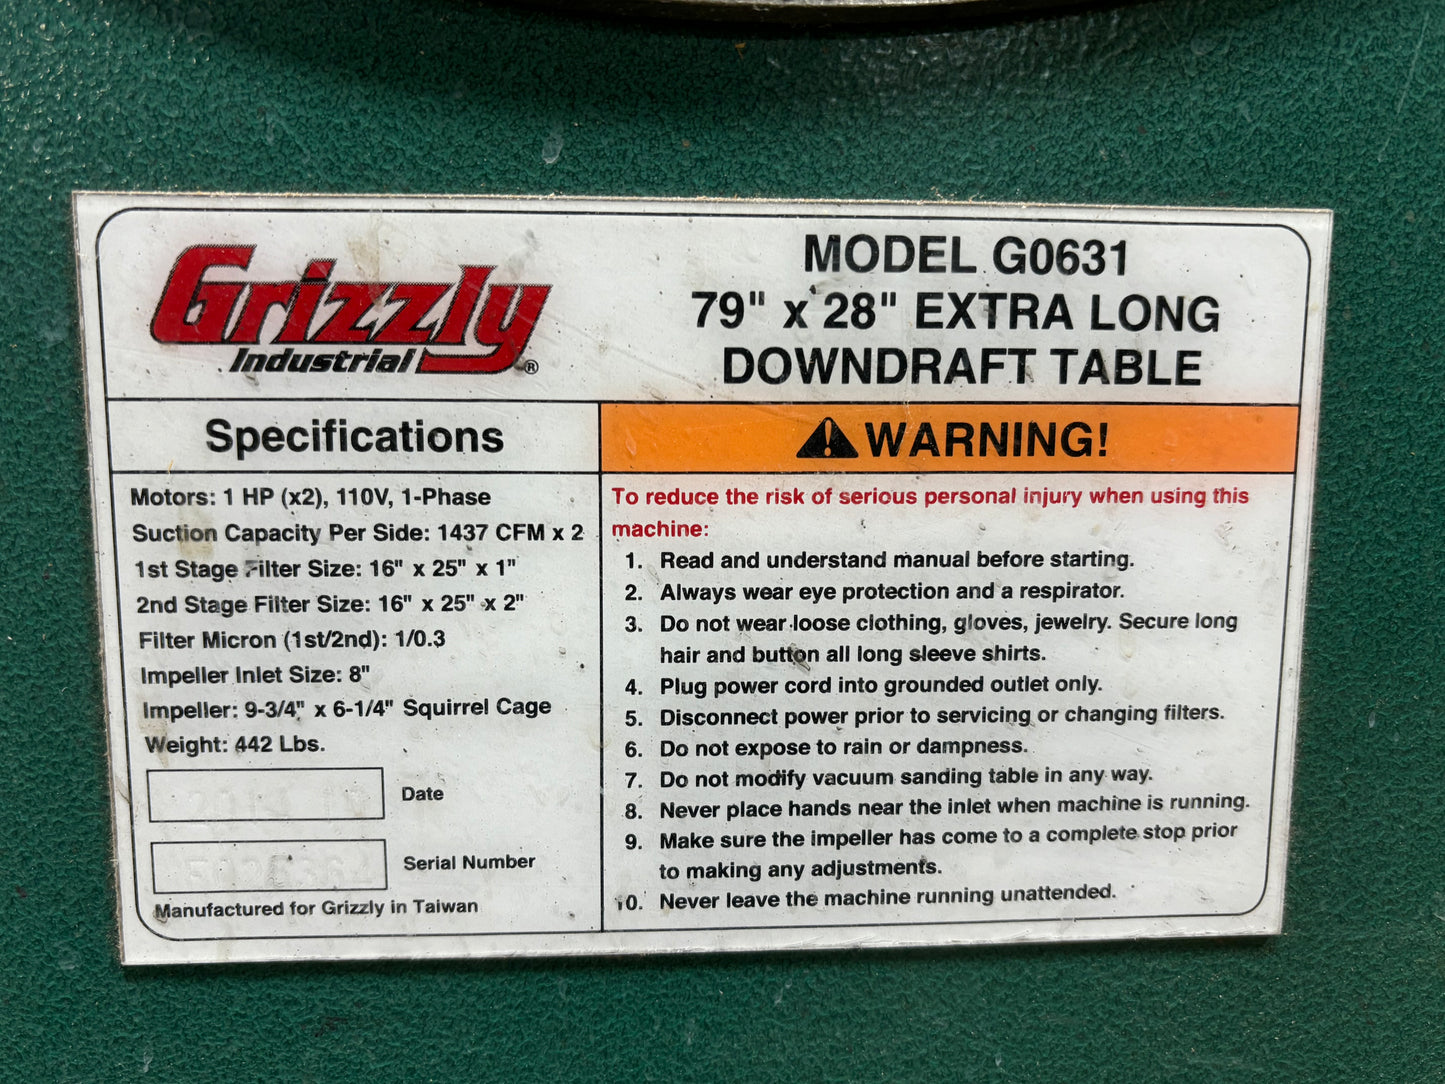 Grizzly
Industrial ®
MODEL G0631
79" x 28" EXTRA LONG
DOWNDRAFT TABLE
Specifications
Motors: 1 HP (x2), 110V, 1-Phase
Suction Capacity Per Side: 1437 CFM x 2
1st Stage Filter Size: 16" x 25" x 1"
2nd Stage Filter Size: 16" x 25" x 2"
Filter Micron (1st/2nd): 1/0.3
Impeller Inlet Size: 8"
Impeller: 9-3/4" x 6-1/4" Squirrel Cage
Weight: 442 Lbs.
Date
Serial Number
Manufactured for Grizzly in Taiwan
WARNING!
To reduce the risk of serious personal injury when using this
machine:
1. Read and understand manual before starting.
2. Always wear eye protection and a respirator.
3. Do not wear loose clothing, gloves, jewelry. Secure long
hair and button all long sleeve shirts.
4. Plug power cord into grounded outlet only.
5. Disconnect power prior to servicing or changing filters.
6. Do not expose to rain or dampness.
7. Do not modify vacuum sanding table in any way.
8. Never place hands near the inlet when machine is running.
9. Make sure the impeller has come to a complete stop prior
to making any adjustments.
10. Never leave the machine running unattended.